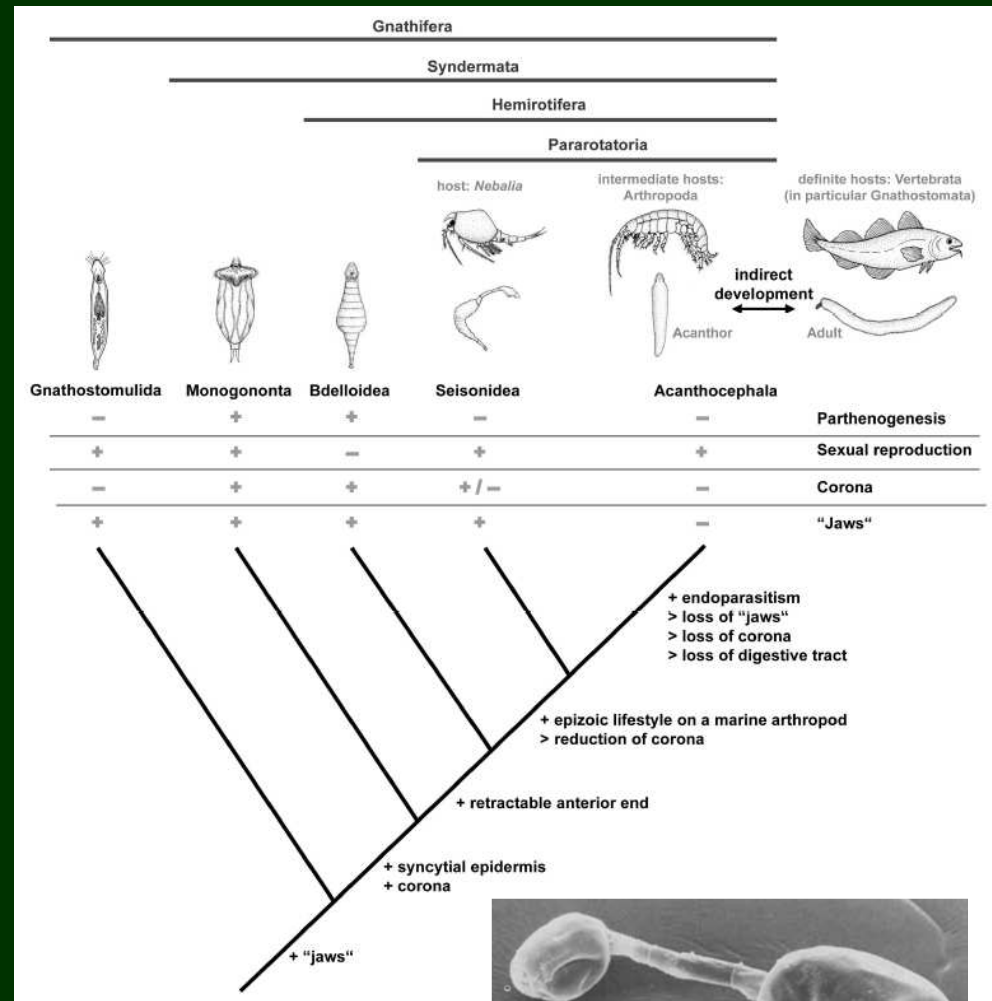 Gnathifera
Syndermata
Hemirotifera
Pararotatoria
host: Nebalia
intermediate hosts:
Arthropoda
definite hosts: Vertebrata
(in particular Gnathostomata)
indirect
development
Acanthor
Adult
Gnathostomulida Monogononta Bdelloidea Seisonidea Acanthocephala
– + + – – Parthenogenesis
+ + – + + Sexual reproduction
– + + + / – – Corona
+ + + + – “Jaws“
+ endoparasitism
> loss of “jaws“
> loss of corona
> loss of digestive tract
+ epizoic lifestyle on a marine arthropod
> reduction of corona
+ retractable anterior end
+ syncytial epidermis
+ corona
+ “jaws“